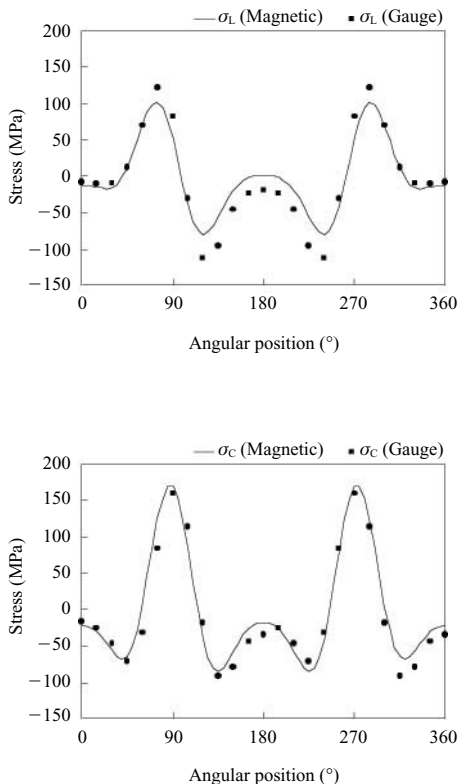 σL (Magnetic) σL (Gauge)
200
150
100
50
0
−50
−100
−150
Stress (MPa)
0 90 180 270 360
Angular position (°)
σC (Magnetic) σC (Gauge)
200
150
100
50
0
−50
−100
−150
Stress (MPa)
0 90 180 270 360
Angular position (°)